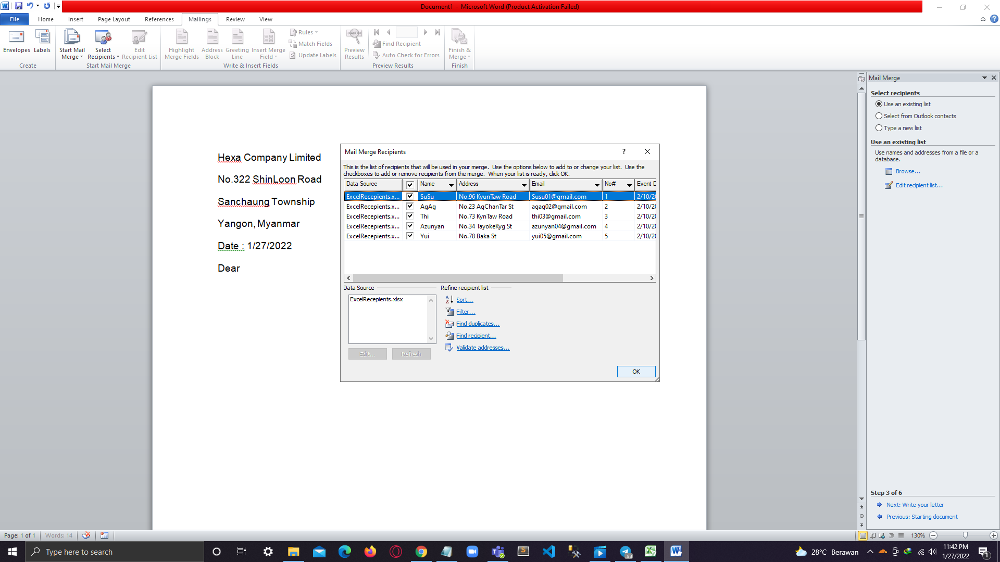 Document1 - Microsoft Word (Product Activation Failed)
File Home Insert Page Layout References Mailings Review View
Envelopes Labels
Create
Start Mail Merge
Select Recipients
Edit Recipient List
Start Mail Merge
Highlight Merge Fields
Address Block
Greeting Line
Insert Merge Field
Rules
Match Fields
Update Labels
Write & Insert Fields
Preview Results
Find Recipient
Auto Check for Errors
Preview Results
Finish & Merge
Finish
Hexa Company Limited
No.322 ShinLoon Road
Sanchaung Township
Yangon, Myanmar
Date : 1/27/2022
Dear
Mail Merge Recipients
This is the list of recipients that will be used in your merge. Use the options below to add to or change your list. Use the
checkboxes to add or remove recipients from the merge. When your list is ready, click OK.
Data Source Name Address Email No# Event D
ExcelRecepients.x... SuSu No.96 KyunTaw Road Susu01@gmail.com 1 2/10/20
ExcelRecepients.x... AgAg No.23 AgChanTar St agag02@gmail.com 2 2/10/20
ExcelRecepients.x... Thi No.73 KynTaw Road thi03@gmail.com 3 2/10/20
ExcelRecepients.x... Azunyan No.34 TayokeKyg St azunyan04@gmail.com 4 2/10/20
ExcelRecepients.x... Yui No.78 Baka St yui05@gmail.com 5 2/10/20
Data Source
ExcelRecepients.xlsx
Edit... Refresh
Refine recipient list
Sort...
Filter...
Find duplicates...
Find recipient...
Validate addresses...
OK
Mail Merge
Select recipients
Use an existing list
Select from Outlook contacts
Type a new list
Use an existing list
Use names and addresses from a file or a
database.
Browse...
Edit recipient list...
Step 3 of 6
Next: Write your letter
Previous: Starting document
Page: 1 of 1 Words: 14 130%
Type here to search
83
28°C Berawan
11:42 PM
1/27/2022
1